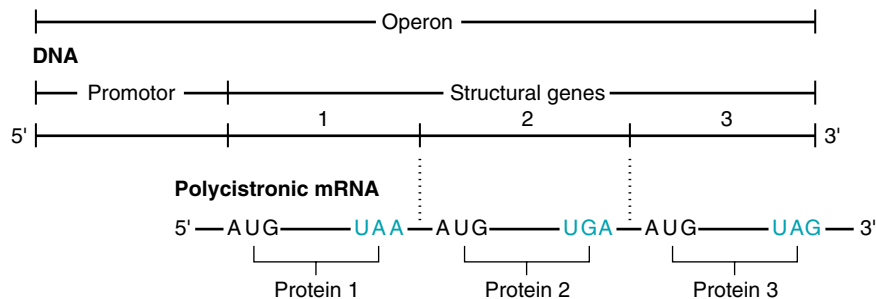 Operon
DNA
Promotor Structural genes
1 2 3
5' 3'
Polycistronic mRNA
5' AUG UAA AUG UGA AUG UAG 3'
Protein 1 Protein 2 Protein 3